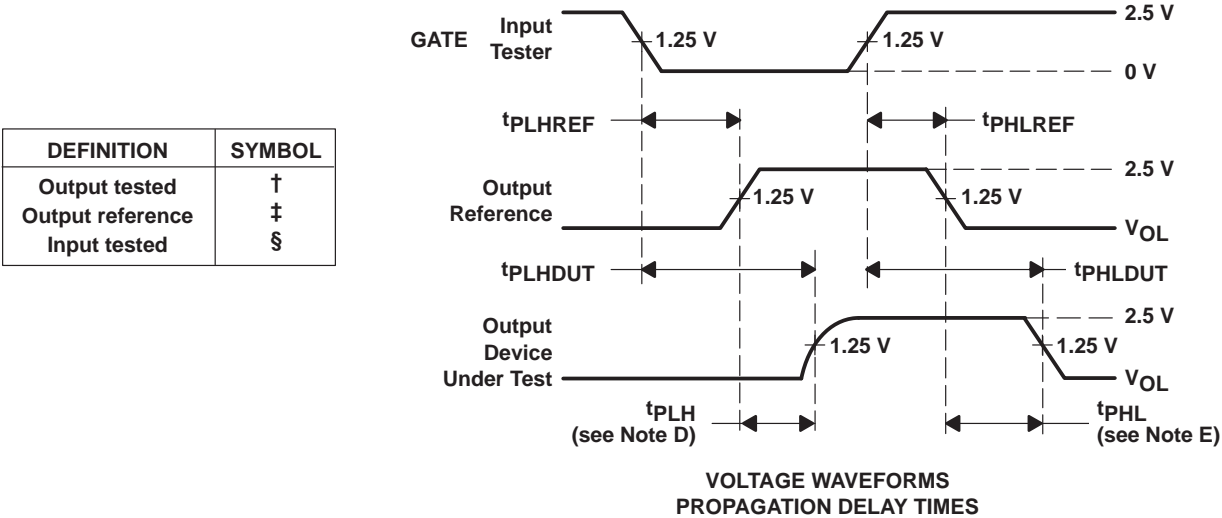 DEFINITION SYMBOL
Output tested †
Output reference ‡
Input tested §
GATE
Input
Tester
1.25 V
1.25 V
2.5 V
0 V
tPLHREF
tPHLREF
Output
Reference
1.25 V
1.25 V
2.5 V
VOL
tPLHDUT
tPHLDUT
Output
Device
Under Test
1.25 V
1.25 V
2.5 V
VOL
tPLH
(see Note D)
tPHL
(see Note E)
VOLTAGE WAVEFORMS
PROPAGATION DELAY TIMES